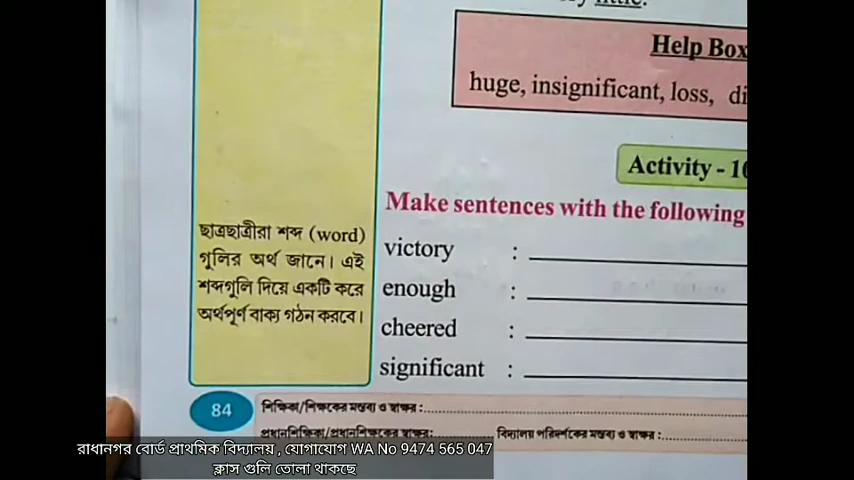 little.
Help Box
huge, insignificant, loss,
Activity - 10
Make sentences with the following
ছাত্রছাত্রীরা শব্দ (word)
গুলির অর্থ জানে। এই
শব্দগুলি দিয়ে একটি করে
অর্থপূর্ণ বাক্য গঠন করবে।
victory :
enough :
cheered :
significant :
84
শিক্ষিকা/শিক্ষকের মন্তব্য ও স্বাক্ষর :
প্রধানশিক্ষিকা/প্রধানশিক্ষকের স্বাক্ষর: বিদ্যালয় পরিদর্শকের মন্তব্য ও স্বাক্ষর :
রাধানগর বোর্ড প্রাথমিক বিদ্যালয় , যোগাযোগ WA No 9474 565 047
ক্লাস গুলি তোলা থাকছে